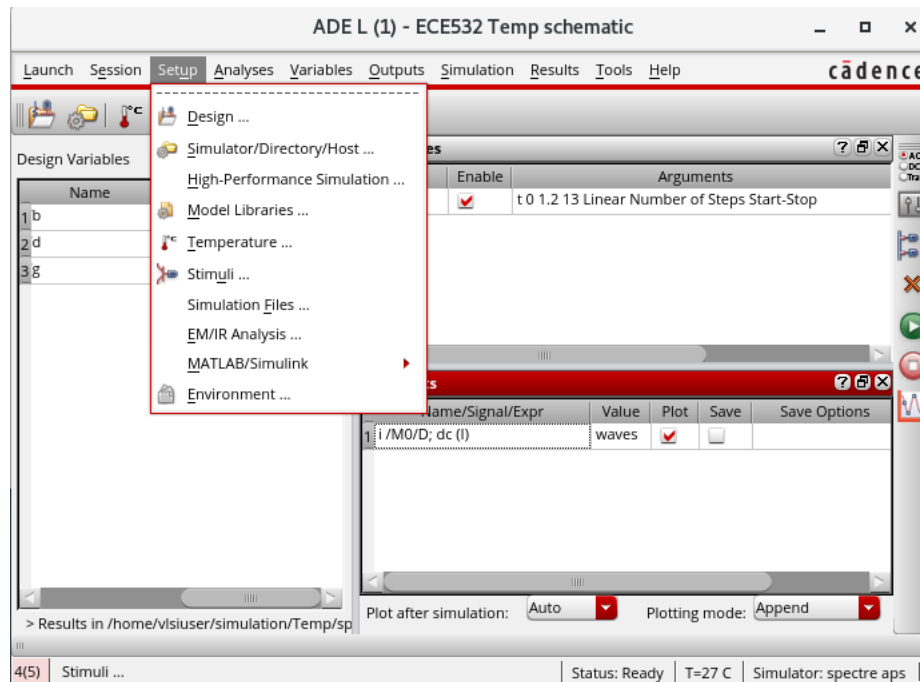 ADE L (1) - ECE532 Temp schematic
Launch Session Setup Analyses Variables Outputs Simulation Results Tools Help cādence
°C
Design ...
Simulator/Directory/Host ...
High-Performance Simulation ...
Model Libraries ...
°C Temperature ...
Stimuli ...
Simulation Files ...
EM/IR Analysis ...
MATLAB/Simulink
Environment ...
Design Variables
Name
1 b
2 d
3 g
es ?
Enable Arguments
t 0 1.2 13 Linear Number of Steps Start-Stop
AC
DC
Tra
s ?
Name/Signal/Expr Value Plot Save Save Options
1 i /M0/D; dc (I) waves
Plot after simulation: Auto Plotting mode: Append
> Results in /home/vlsiuser/simulation/Temp/sp
4(5) Stimuli ... Status: Ready T=27 C Simulator: spectre aps